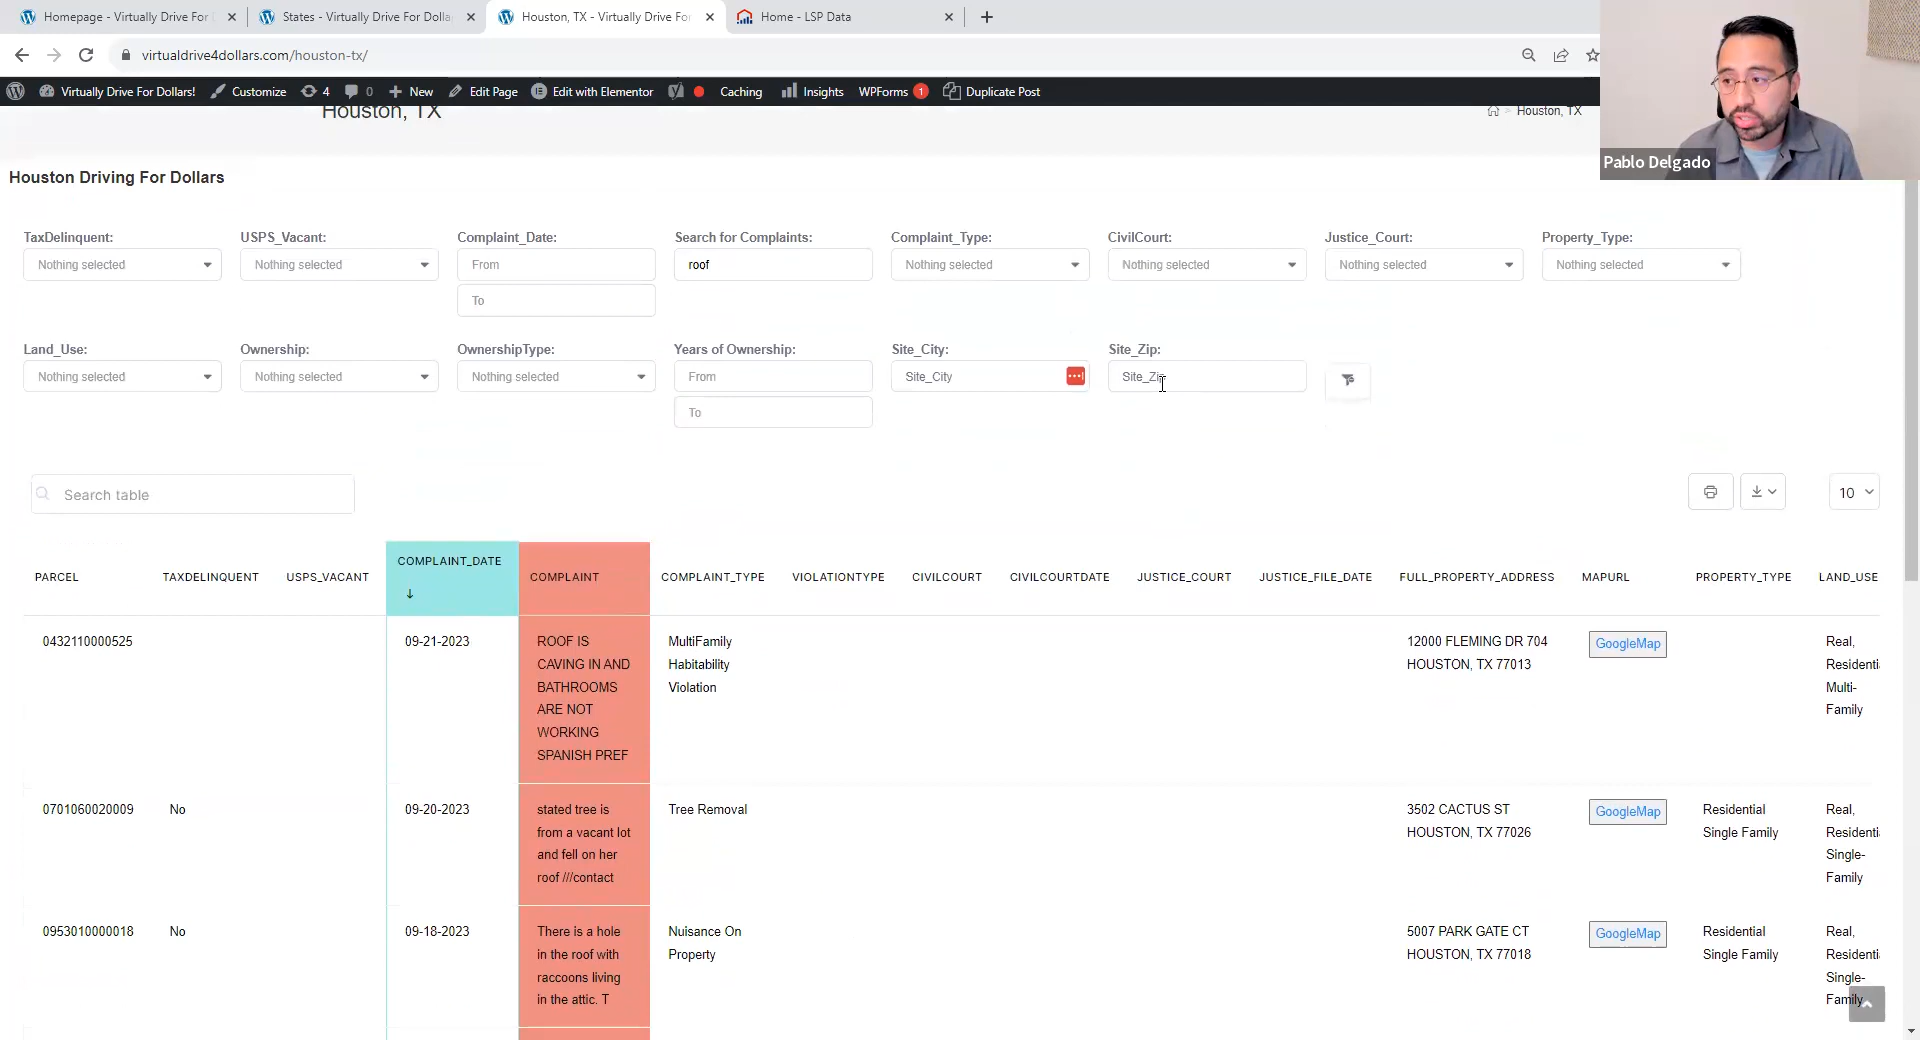 Homepage - Virtually Drive For
States - Virtually Drive For Dolla
Houston, TX - Virtually Drive Fo
Home - LSP Data
virtualdrive4dollars.com/houston-tx/
Virtually Drive For Dollars! Customize 4 0 New Edit Page Edit with Elementor Caching Insights WPForms 1 Duplicate Post
Pablo Delgado
Houston, TX
Houston, TX
Houston Driving For Dollars
TaxDelinquent: USPS_Vacant: Complaint_Date: Search for Complaints: Complaint_Type: CivilCourt: Justice_Court: Property_Type:
Nothing selected Nothing selected From roof Nothing selected Nothing selected Nothing selected Nothing selected
To
Land_Use: Ownership: OwnershipType: Years of Ownership: Site_City: Site_Zip:
Nothing selected Nothing selected Nothing selected From Site_City Site_Zip
To
Search table
10
PARCEL TAXDELINQUENT USPS_VACANT COMPLAINT_DATE COMPLAINT COMPLAINT_TYPE VIOLATIONTYPE CIVILCOURT CIVILCOURTDATE JUSTICE_COURT JUSTICE_FILE_DATE FULL_PROPERTY_ADDRESS MAPURL PROPERTY_TYPE LAND_USE
0432110000525 09-21-2023 ROOF IS MultiFamily 12000 FLEMING DR 704 GoogleMap Real,
CAVING IN AND Habitability HOUSTON, TX 77013 Residenti
BATHROOMS Violation Multi-
ARE NOT Family
WORKING
SPANISH PREF
0701060020009 No 09-20-2023 stated tree is Tree Removal 3502 CACTUS ST GoogleMap Residential Real,
from a vacant lot HOUSTON, TX 77026 Single Family Residenti
and fell on her Single-
roof ///contact Family
0953010000018 No 09-18-2023 There is a hole Nuisance On 5007 PARK GATE CT GoogleMap Residential Real,
in the roof with Property HOUSTON, TX 77018 Single Family Residenti
raccoons living Single-
in the attic. T Family